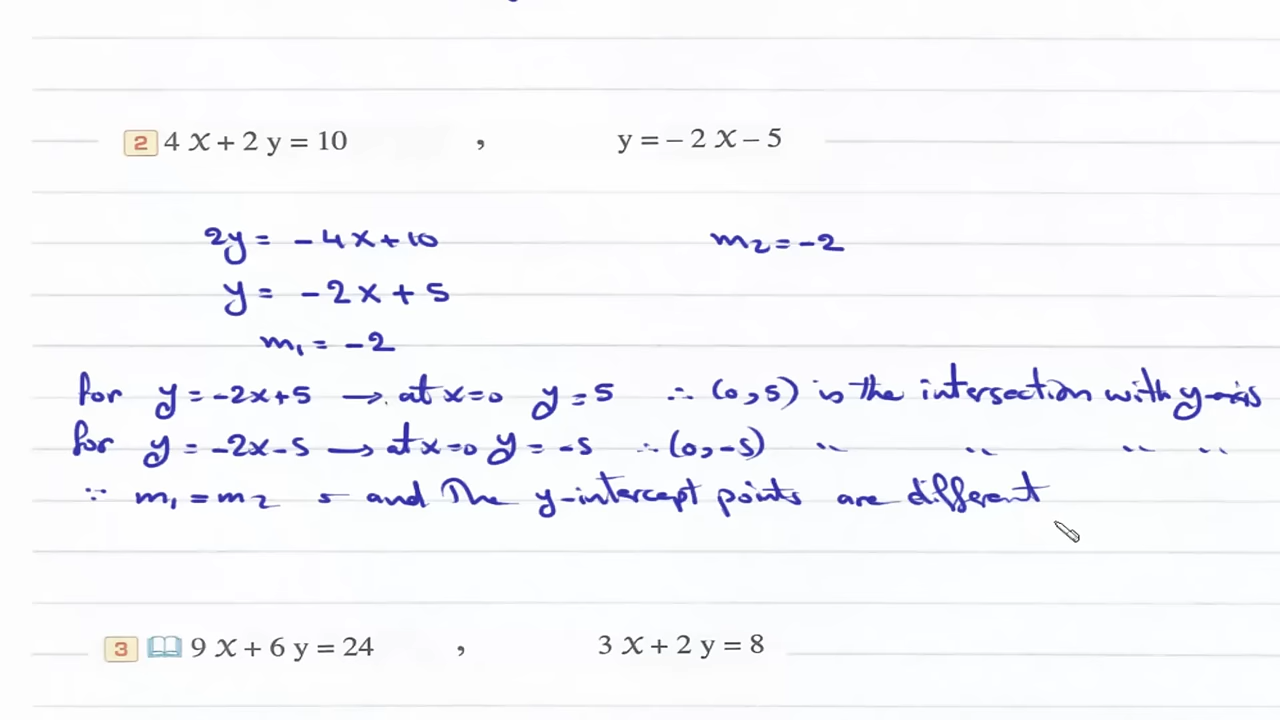 2 4 x + 2 y = 10 , y = – 2 x – 5
2y = -4x+10 m₂ = -2
y = -2x + 5
m₁ = -2
for y = -2x+5 → at x=0 y = 5 ∴ (0,5) is the intersection with y-axis
for y = -2x-5 → at x=0 y = -5 ∴ (0,-5) " " " "
∵ m₁ = m₂ , and The y-intercept points are different
3 9 x + 6 y = 24 , 3 x + 2 y = 8